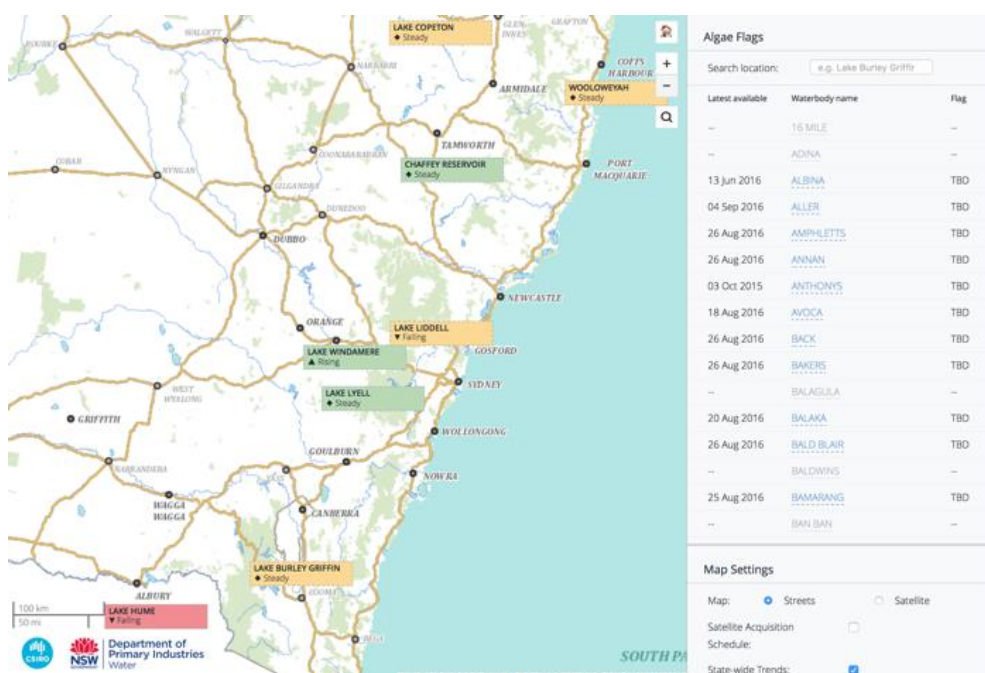 LAKE COPETON
◆ Steady
GLEN
INNES
GRAFTON
WALGETT
BOURKE
NARRABRI
COFFS
HARBOUR
ARMIDALE
WOOLOWEYAH
◆ Steady
TAMWORTH
COONABARABRAN
COBAR
NYNGAN
CHAFFEY RESERVOIR
◆ Steady
PORT
MACQUARIE
GILGANDRA
DUNEDOO
DUBBO
NEWCASTLE
ORANGE
LAKE LIDDELL
▼ Falling
GOSFORD
LAKE WINDAMERE
▲ Rising
SYDNEY
LAKE LYELL
◆ Steady
WEST
WYALONG
GRIFFITH
WOLLONGONG
GOULBURN
NARRANDERA
YASS
NOWRA
WAGGA
WAGGA
CANBERRA
LAKE BURLEY GRIFFIN
◆ Steady
COOMA
ALBURY
100 km
50 mi
LAKE HUME
▼ Falling
BEGA
SOUTH PA
CSIRO
NSW
Department of
Primary Industries
Water
+
−
Algae Flags
Search location: e.g. Lake Burley Griffir
Latest available Waterbody name Flag
-- 16 MILE --
-- ADINA --
13 Jun 2016 ALBINA TBD
04 Sep 2016 ALLER TBD
26 Aug 2016 AMPHLETTS TBD
26 Aug 2016 ANNAN TBD
03 Oct 2015 ANTHONYS TBD
18 Aug 2016 AVOCA TBD
26 Aug 2016 BACK TBD
26 Aug 2016 BAKERS TBD
-- BALAGULA --
20 Aug 2016 BALAKA TBD
26 Aug 2016 BALD BLAIR TBD
-- BALDWINS --
25 Aug 2016 BAMARANG TBD
-- BAN BAN --
Map Settings
Map: Streets Satellite
Satellite Acquisition
Schedule:
State-wide Trends: